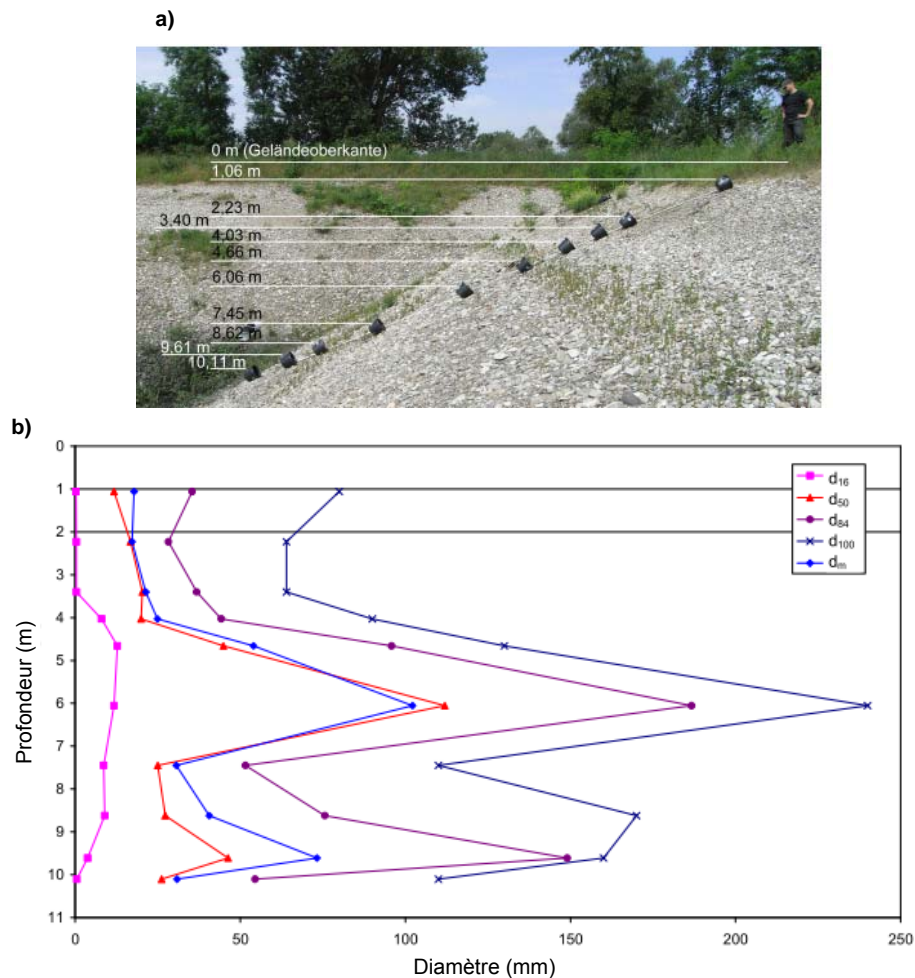 a)
0 m (Geländeoberkante)
1,06 m
2,23 m
3.40 m
4,03 m
4,66 m
6,06 m
7,45 m
8,62 m
9,61 m
10,11 m
b)
0
1
2
3
4
5
6
7
8
9
10
11
Profondeur (m)
d16
d50
d84
d100
dm
0 50 100 150 200 250
Diamètre (mm)